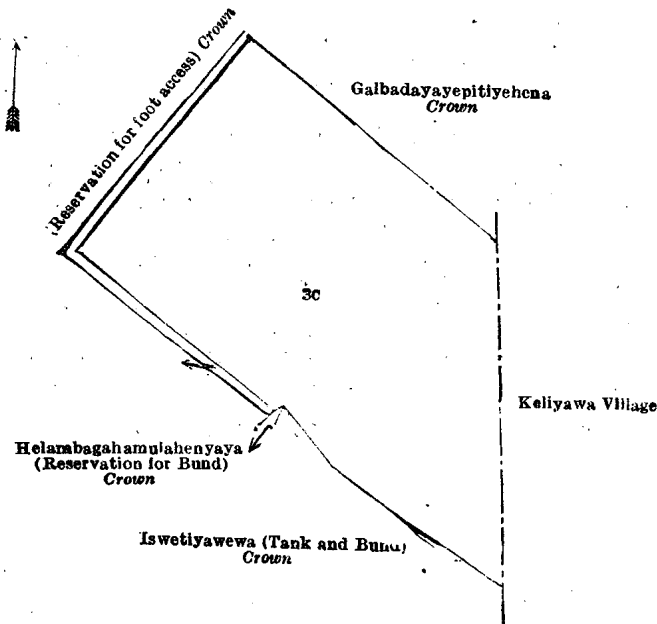 (Reservation for foot access) Crown
Galbadayayepitiyehena
Crown
3C
Keliyawa Village
Helambagahamulahenyaya
(Reservation for Bund)
Crown
Iswetiyawewa (Tank and Bund)
Crown